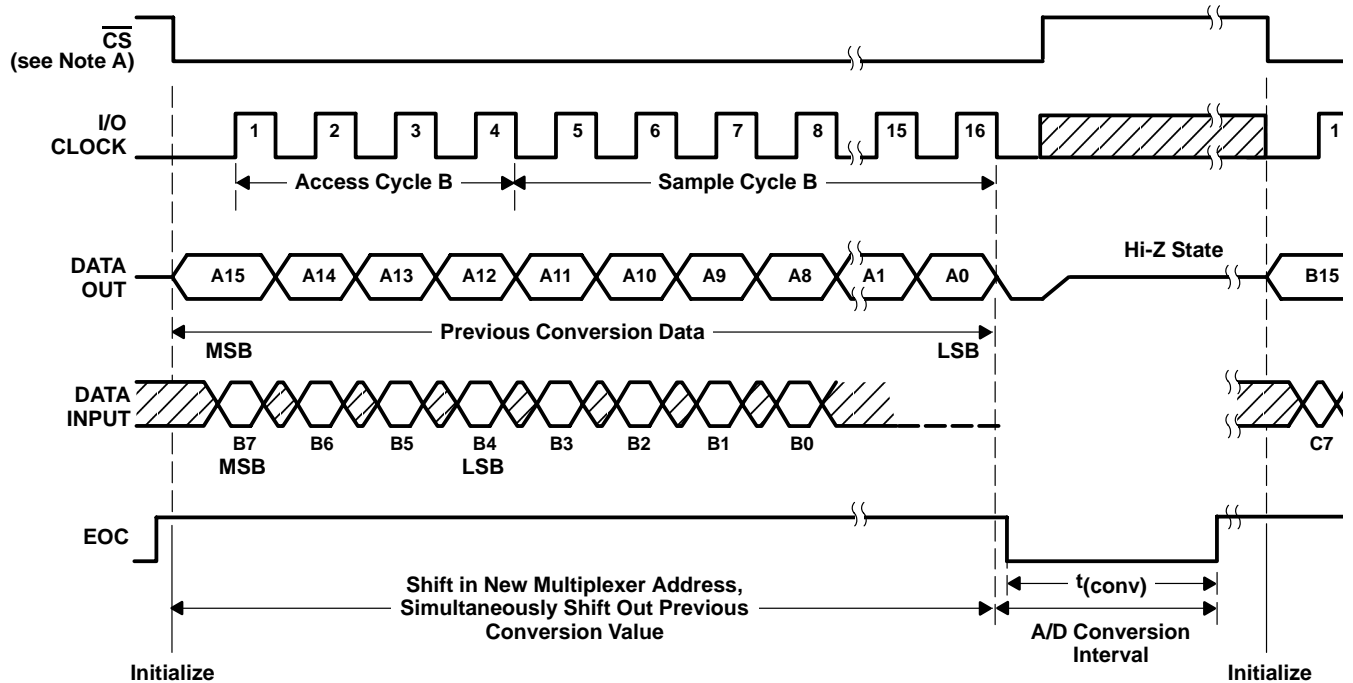 CS
(see Note A)
I/O
CLOCK
1 2 3 4 5 6 7 8 15 16 1
Access Cycle B Sample Cycle B
Hi-Z State
DATA
OUT
A15 A14 A13 A12 A11 A10 A9 A8 A1 A0 B15
Previous Conversion Data
MSB LSB
DATA
INPUT
B7 B6 B5 B4 B3 B2 B1 B0 C7
MSB LSB
EOC
Shift in New Multiplexer Address,
Simultaneously Shift Out Previous
Conversion Value
t(conv)
A/D Conversion
Interval
Initialize Initialize